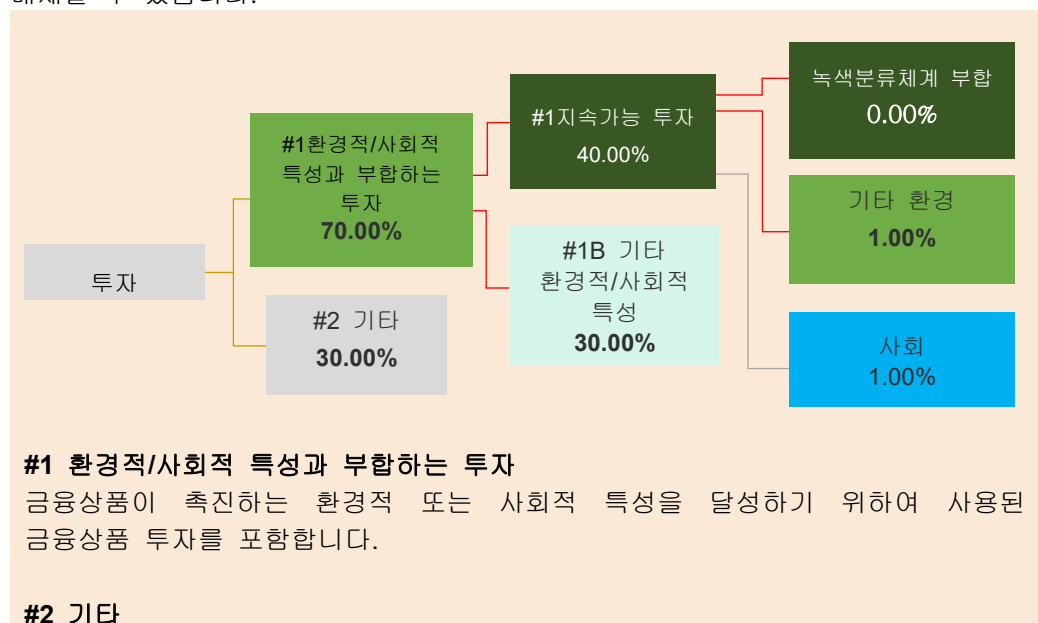 녹색분류체계 부합
0.00%
#1지속가능 투자
40.00%
#1환경적/사회적
특성과 부합하는
투자
70.00%
기타 환경
1.00%
#1B 기타
환경적/사회적
특성
30.00%
투자
#2 기타
30.00%
사회
1.00%
#1 환경적/사회적 특성과 부합하는 투자
금융상품이 촉진하는 환경적 또는 사회적 특성을 달성하기 위하여 사용된
금융상품 투자를 포함합니다.
#2 기타